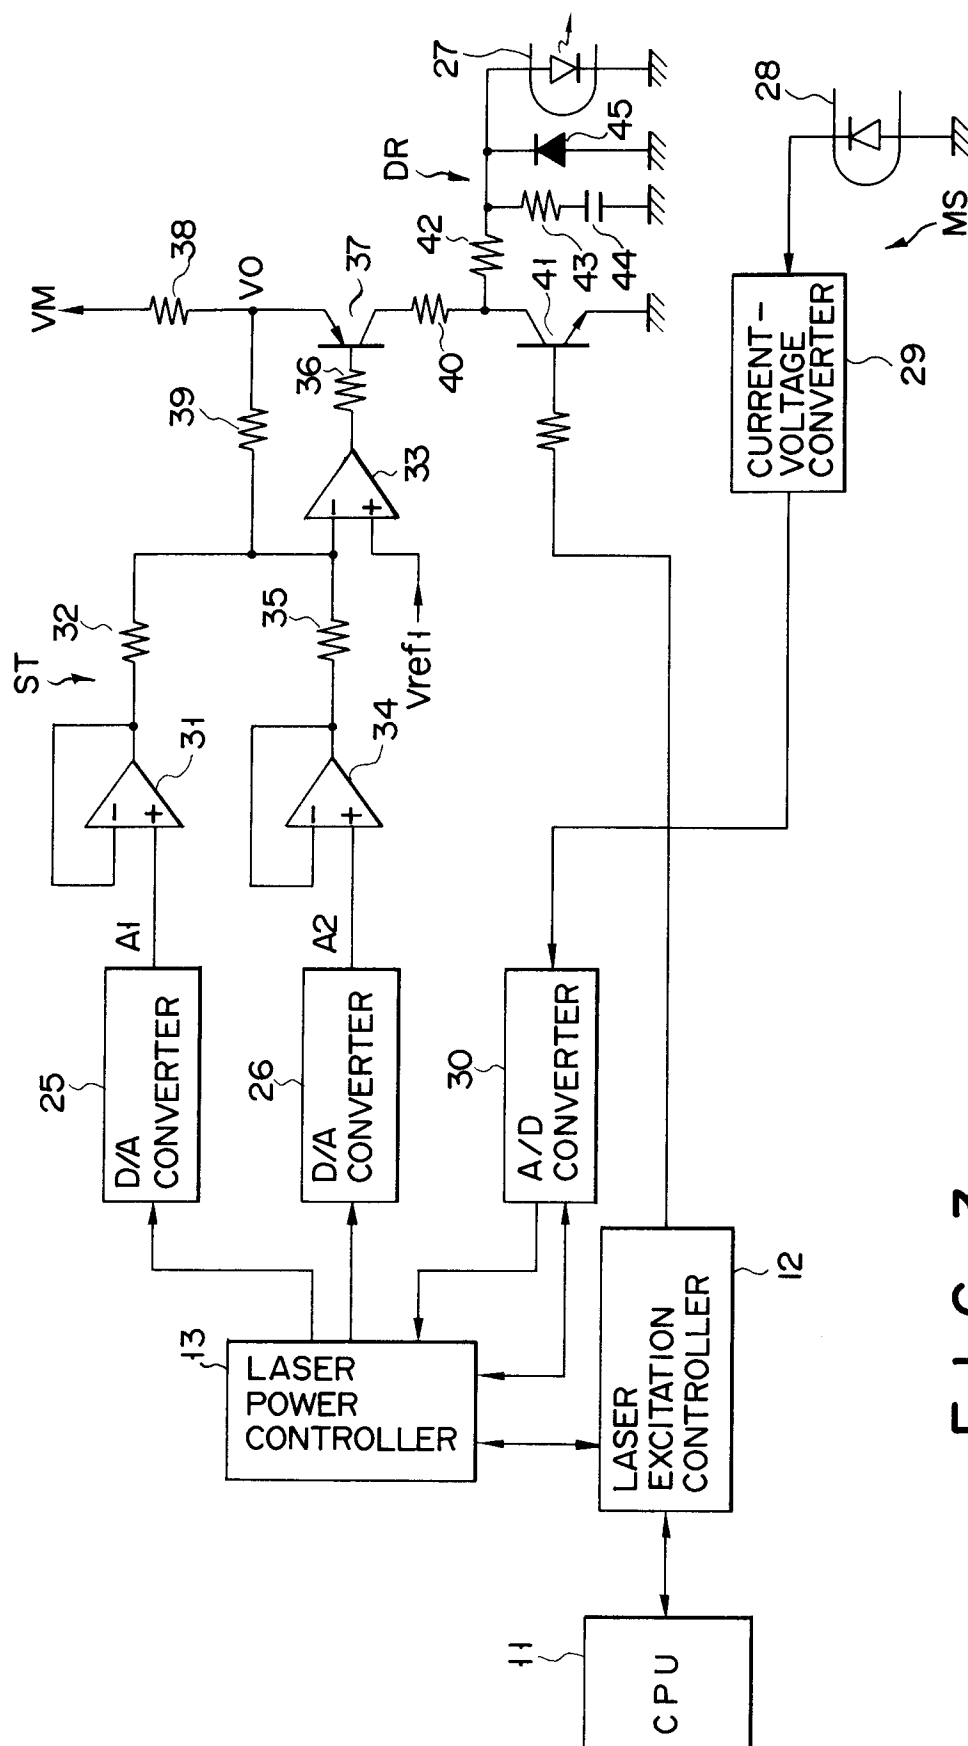 11
CPU
12
LASER
EXCITATION
CONTROLLER
13
LASER
POWER
CONTROLLER
25
D/A
CONVERTER
26
D/A
CONVERTER
30
A/D
CONVERTER
A1
A2
31
-
+
34
-
+
ST
32
35
Vref1
33
-
+
39
36
38
VM
VO
37
40
41
42
43
44
45
DR
27
28
MS
29
CURRENT-
VOLTAGE
CONVERTER